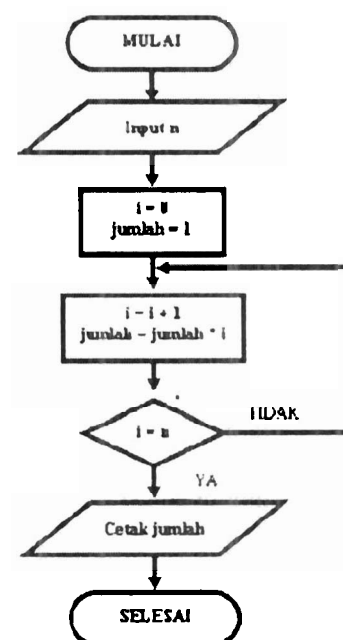 MULAI
Input n
i = 0
jumlah = 1
i = i + 1
jumlah = jumlah * i
i = n
TIDAK
YA
Cetak jumlah
SELESAI